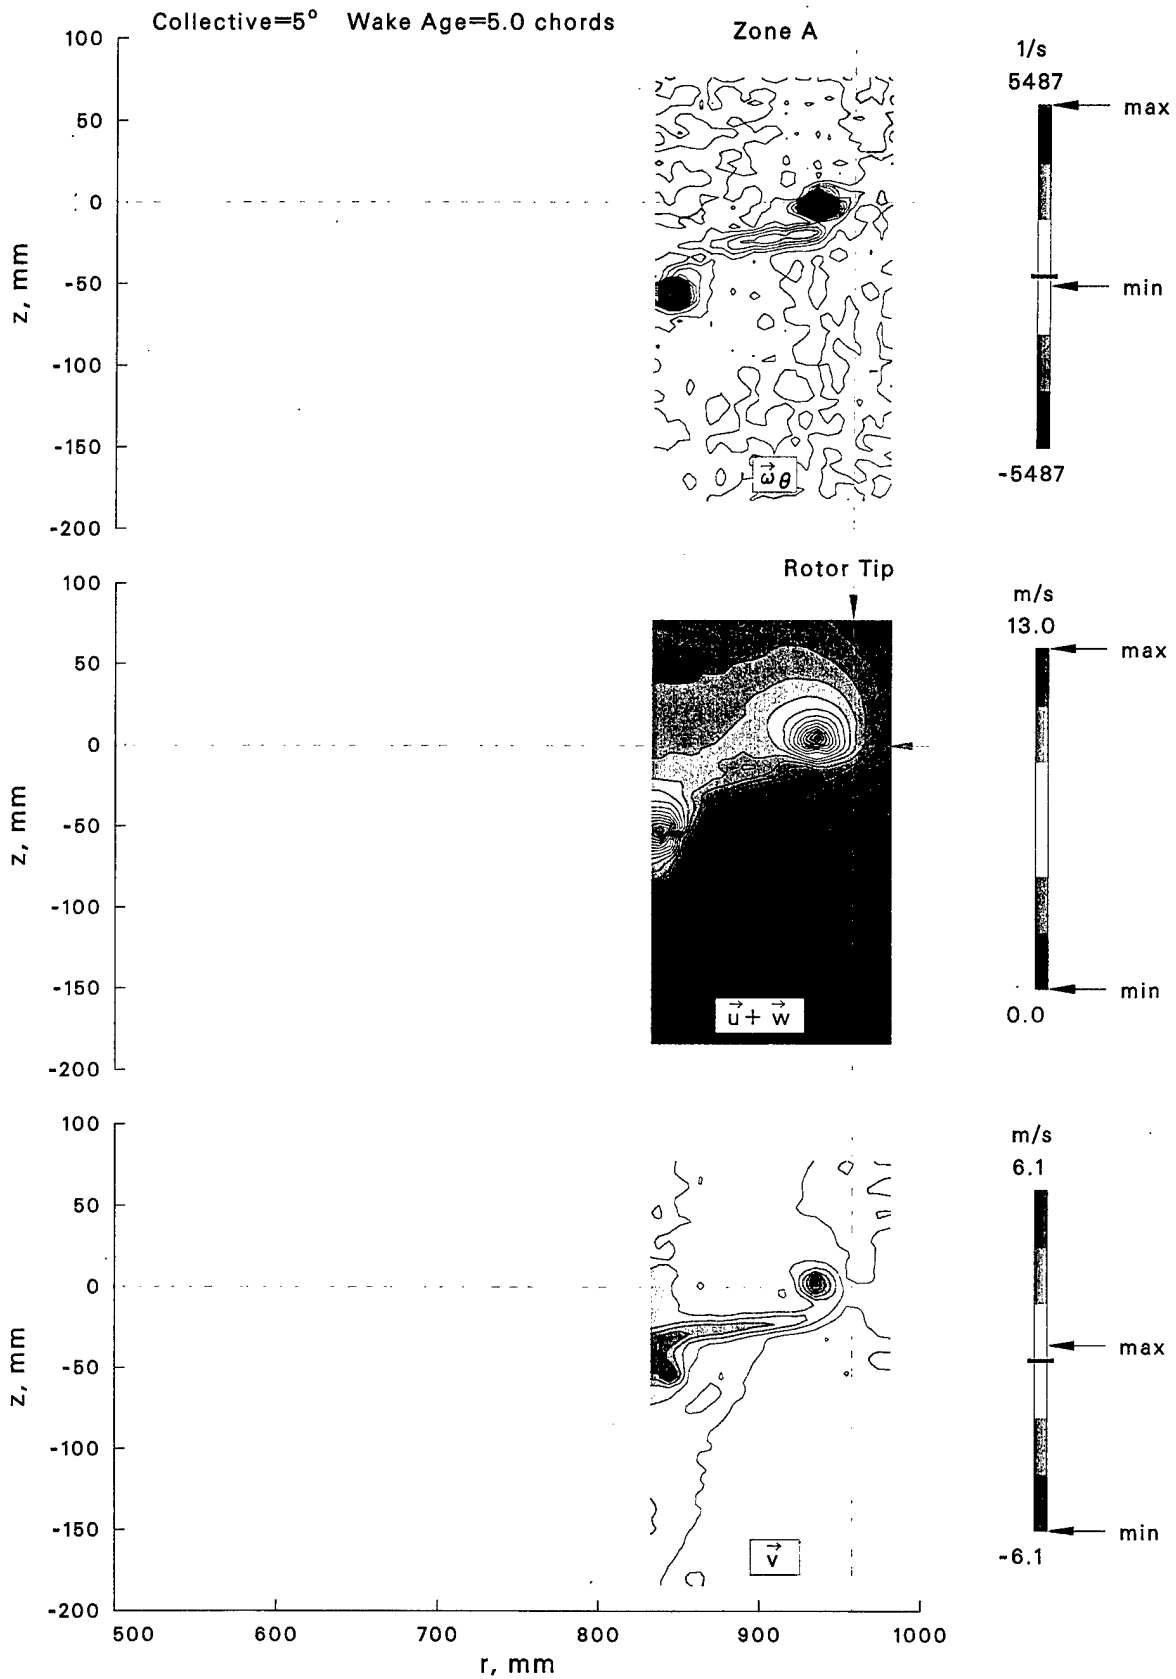 Collective=5° Wake Age=5.0 chords
Zone A
100
50
0
-50
-100
-150
-200
z, mm
1/s
5487
max
min
-5487
ω⃗θ
Rotor Tip
100
50
0
-50
-100
-150
-200
z, mm
m/s
13.0
max
min
0.0
u⃗ + w⃗
100
50
0
-50
-100
-150
-200
z, mm
m/s
6.1
max
min
-6.1
v⃗
500 600 700 800 900 1000
r, mm